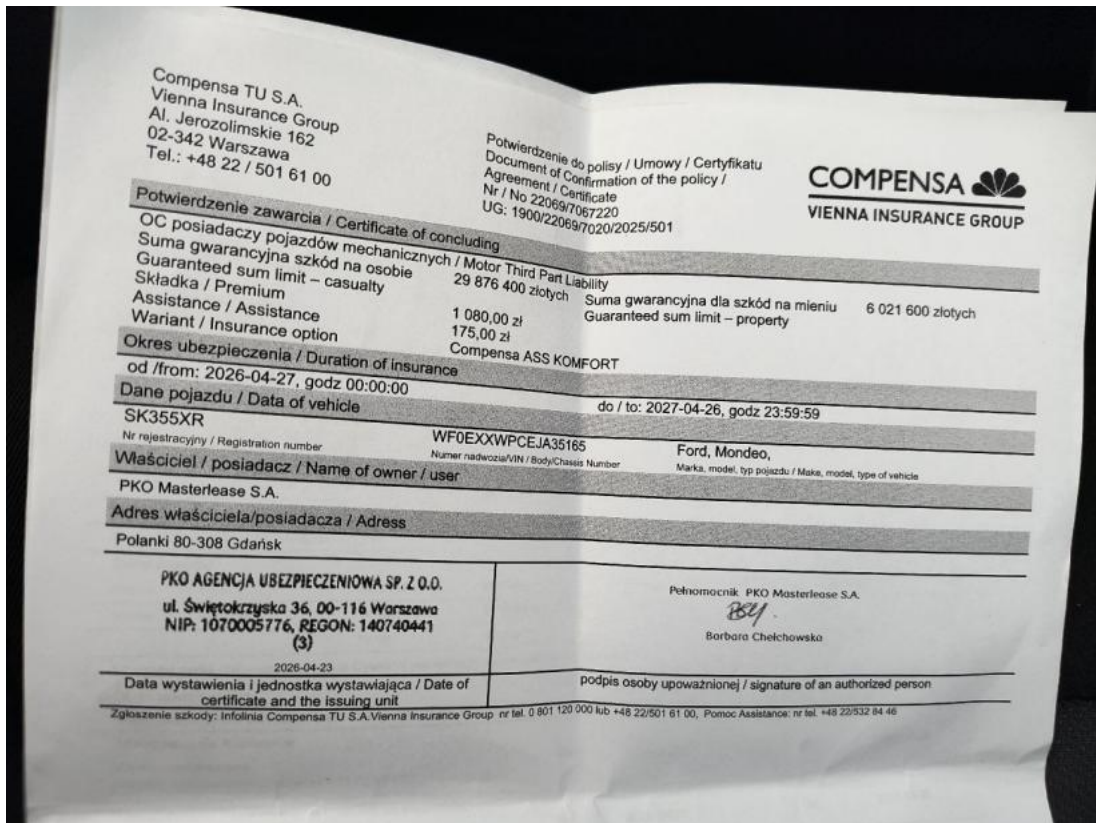 Compensa TU S.A.
Vienna Insurance Group
Al. Jerozolimskie 162
02-342 Warszawa
Tel.: +48 22 / 501 61 00
Potwierdzenie do polisy / Umowy / Certyfikatu
Document of Confirmation of the policy /
Agreement / Certificate
Nr / No 22069/7067220
UG: 1900/22069/7020/2025/501
COMPENSA
VIENNA INSURANCE GROUP
Potwierdzenie zawarcia / Certificate of concluding
OC posiadaczy pojazdów mechanicznych / Motor Third Part Liability
Suma gwarancyjna szkód na osobie 29 876 400 złotych Suma gwarancyjna dla szkód na mieniu 6 021 600 złotych
Guaranteed sum limit – casualty Guaranteed sum limit – property
Składka / Premium 1 080,00 zł
Assistance / Assistance 175,00 zł
Wariant / Insurance option Compensa ASS KOMFORT
Okres ubezpieczenia / Duration of insurance
od /from: 2026-04-27, godz 00:00:00 do / to: 2027-04-26, godz 23:59:59
Dane pojazdu / Data of vehicle
SK355XR WF0EXXWPCEJA35165 Ford, Mondeo,
Nr rejestracyjny / Registration number Numer nadwozia/VIN / Body/Chassis Number Marka, model, typ pojazdu / Make, model, type of vehicle
Właściciel / posiadacz / Name of owner / user
PKO Masterlease S.A.
Adres właściciela/posiadacza / Adress
Polanki 80-308 Gdańsk
PKO AGENCJA UBEZPIECZENIOWA SP. Z O.O.
ul. Świętokrzyska 36, 00-116 Warszawa
NIP: 1070005776, REGON: 140740441
(3)
2026-04-23
Data wystawienia i jednostka wystawiająca / Date of
certificate and the issuing unit
Pełnomocnik PKO Masterlease S.A.
Barbara Chełchowska
podpis osoby upoważnionej / signature of an authorized person
Zgłoszenie szkody: Infolinia Compensa TU S.A.Vienna Insurance Group nr tel. 0 801 120 000 lub +48 22/501 61 00, Pomoc Assistance: nr tel. +48 22/532 84 46